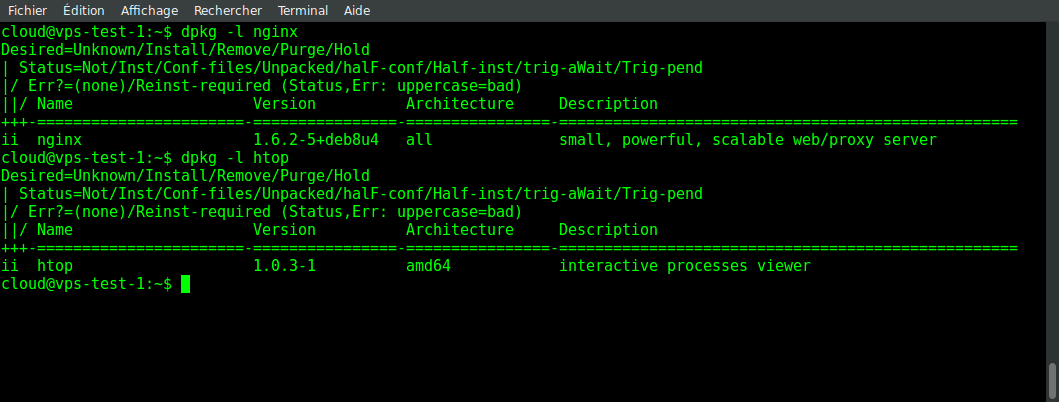 Fichier Édition Affichage Rechercher Terminal Aide
cloud@vps-test-1:~$ dpkg -l nginx
Desired=Unknown/Install/Remove/Purge/Hold
| Status=Not/Inst/Conf-files/Unpacked/halF-conf/Half-inst/trig-aWait/Trig-pend
|/ Err?=(none)/Reinst-required (Status,Err: uppercase=bad)
||/ Name                   Version          Architecture     Description
+++-=======================-================-================-===================================================
ii  nginx                  1.6.2-5+deb8u4   all              small, powerful, scalable web/proxy server
cloud@vps-test-1:~$ dpkg -l htop
Desired=Unknown/Install/Remove/Purge/Hold
| Status=Not/Inst/Conf-files/Unpacked/halF-conf/Half-inst/trig-aWait/Trig-pend
|/ Err?=(none)/Reinst-required (Status,Err: uppercase=bad)
||/ Name                   Version          Architecture     Description
+++-=======================-================-================-===================================================
ii  htop                   1.0.3-1          amd64            interactive processes viewer
cloud@vps-test-1:~$